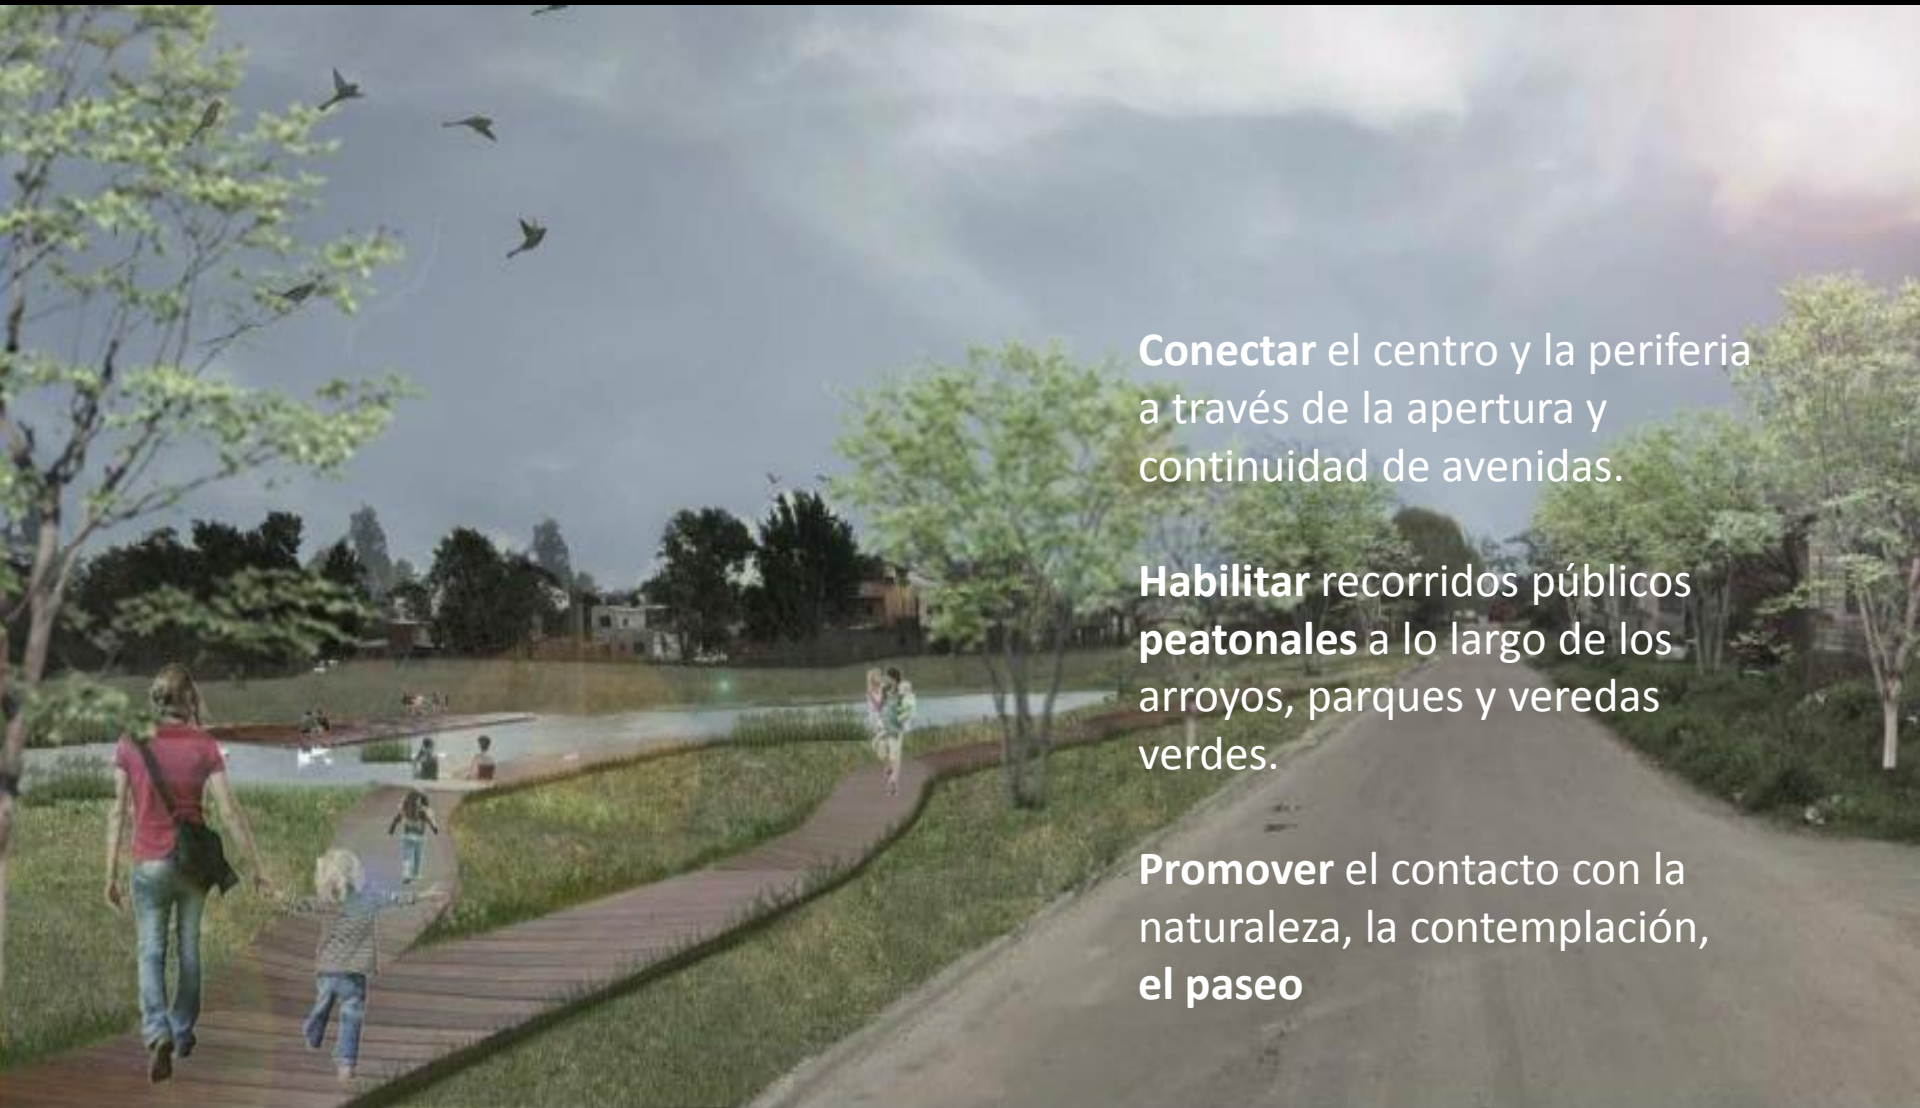 Conectar el centro y la periferia
a través de la apertura y
continuidad de avenidas.
Habilitar recorridos públicos
peatonales a lo largo de los
arroyos, parques y veredas
verdes.
Promover el contacto con la
naturaleza, la contemplación,
el paseo